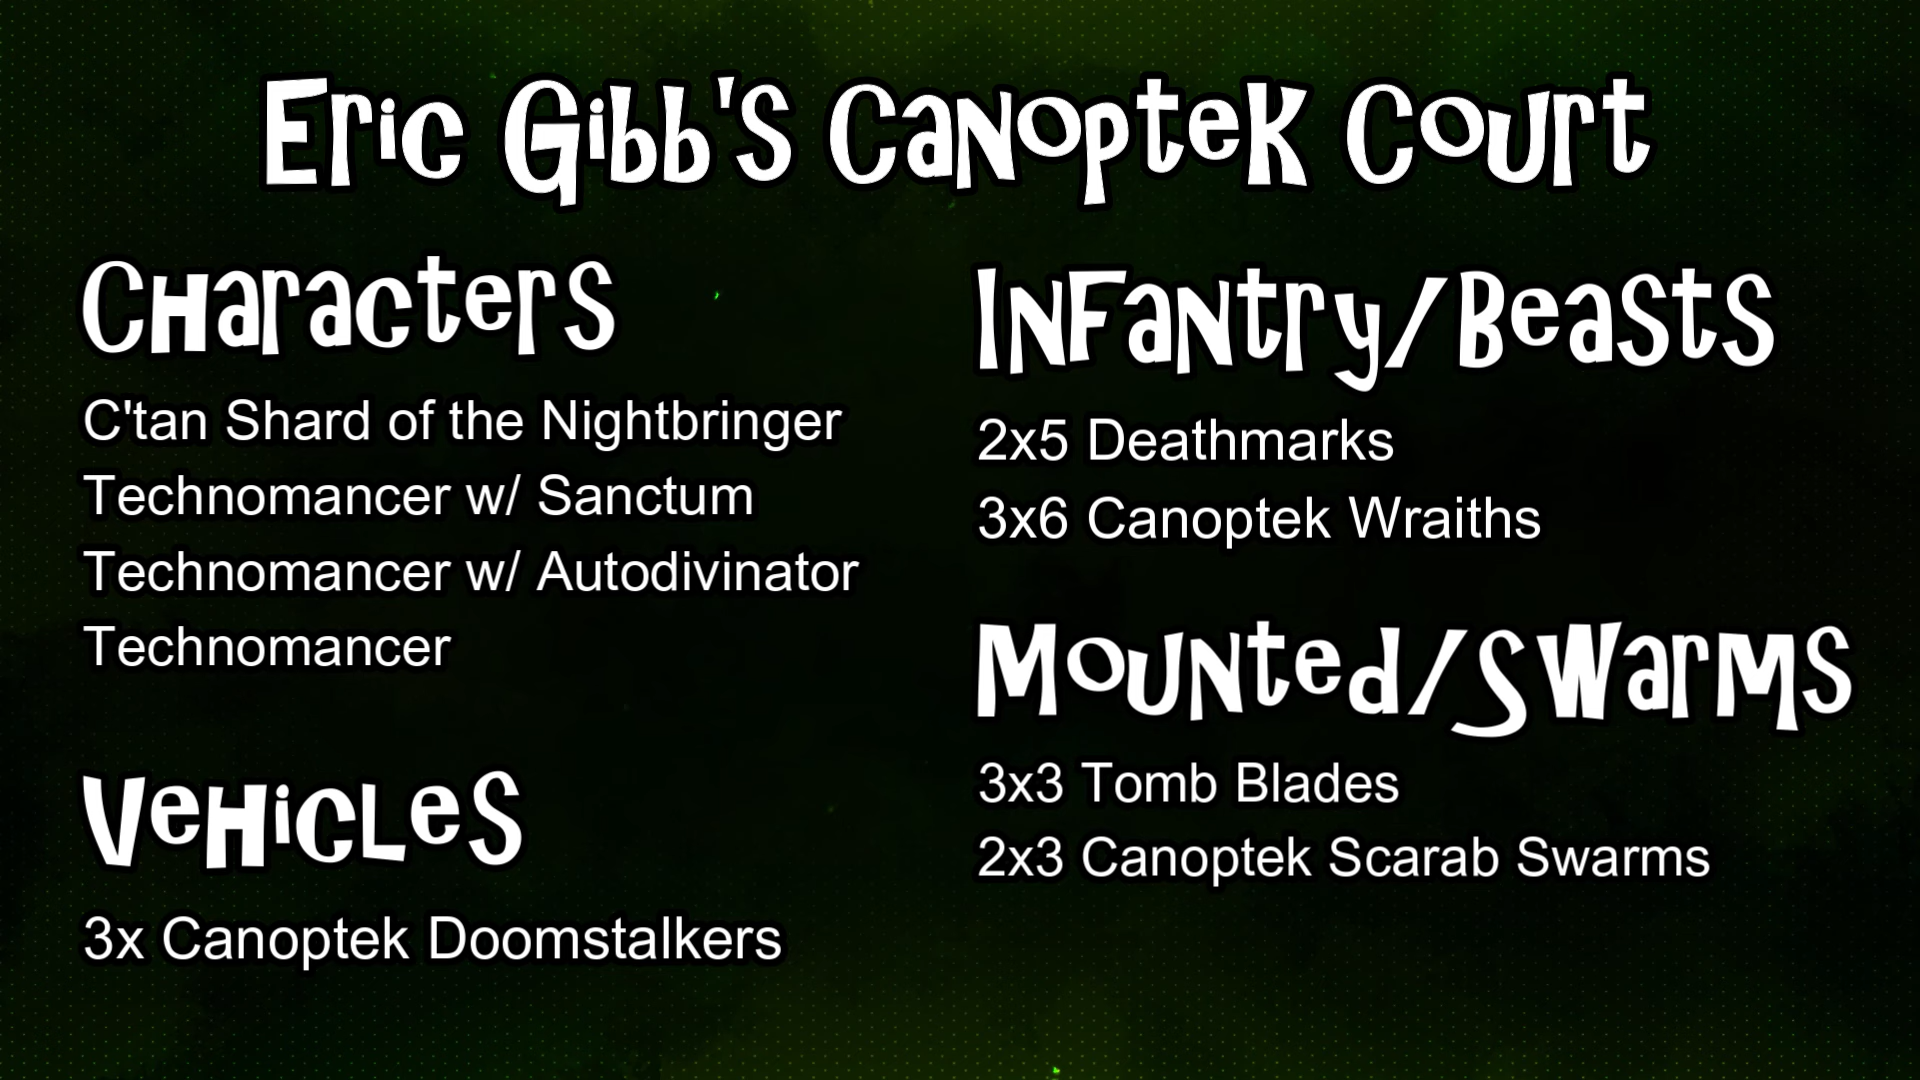 Eric Gibb's Canoptek Court
Characters
C'tan Shard of the Nightbringer
Technomancer w/ Sanctum
Technomancer w/ Autodivinator
Technomancer
Vehicles
3x Canoptek Doomstalkers
Infantry/Beasts
2x5 Deathmarks
3x6 Canoptek Wraiths
Mounted/Swarms
3x3 Tomb Blades
2x3 Canoptek Scarab Swarms